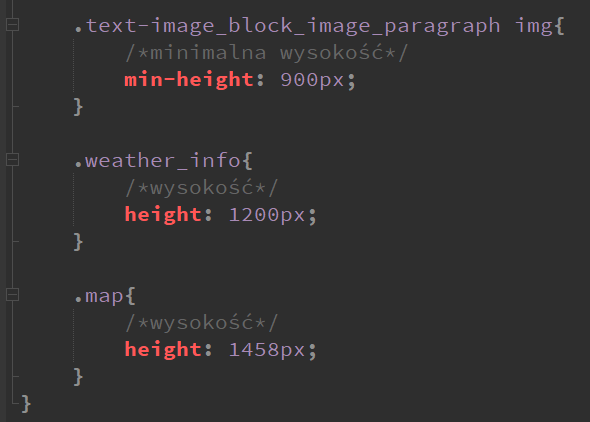 .text-image_block_image_paragraph img{
/*minimalna wysokość*/
min-height: 900px;
}
.weather_info{
/*wysokość*/
height: 1200px;
}
.map{
/*wysokość*/
height: 1458px;
}
}